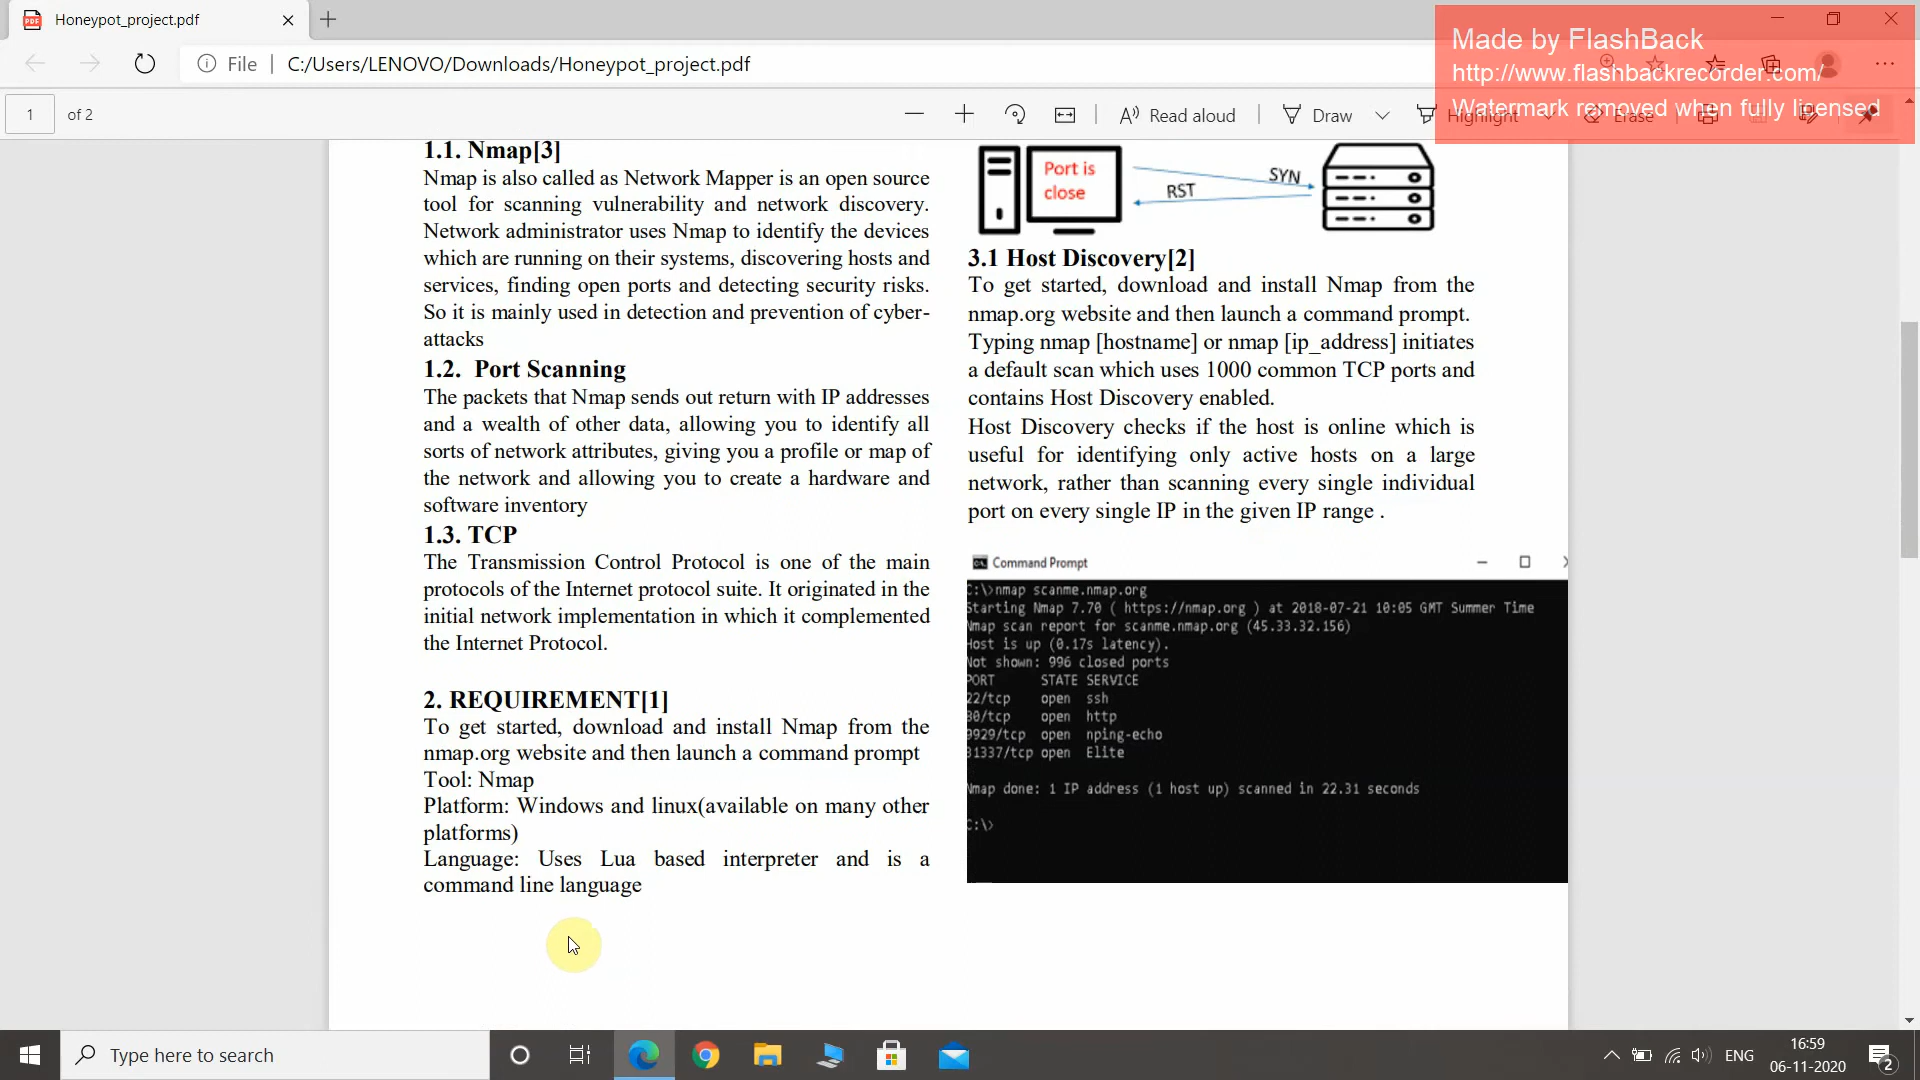 Honeypot_project.pdf
Made by FlashBack
http://www.flashbackrecorder.com/
Watermark removed when fully licensed
File
C:/Users/LENOVO/Downloads/Honeypot_project.pdf
1
of 2
Read aloud
Draw
Highlight
Erase
1.1. Nmap[3]
Nmap is also called as Network Mapper is an open source
tool for scanning vulnerability and network discovery.
Network administrator uses Nmap to identify the devices
which are running on their systems, discovering hosts and
services, finding open ports and detecting security risks.
So it is mainly used in detection and prevention of cyber-
attacks
1.2. Port Scanning
The packets that Nmap sends out return with IP addresses
and a wealth of other data, allowing you to identify all
sorts of network attributes, giving you a profile or map of
the network and allowing you to create a hardware and
software inventory
1.3. TCP
The Transmission Control Protocol is one of the main
protocols of the Internet protocol suite. It originated in the
initial network implementation in which it complemented
the Internet Protocol.
2. REQUIREMENT[1]
To get started, download and install Nmap from the
nmap.org website and then launch a command prompt
Tool: Nmap
Platform: Windows and linux(available on many other
platforms)
Language: Uses Lua based interpreter and is a
command line language
Port is
close
SYN
RST
3.1 Host Discovery[2]
To get started, download and install Nmap from the
nmap.org website and then launch a command prompt.
Typing nmap [hostname] or nmap [ip_address] initiates
a default scan which uses 1000 common TCP ports and
contains Host Discovery enabled.
Host Discovery checks if the host is online which is
useful for identifying only active hosts on a large
network, rather than scanning every single individual
port on every single IP in the given IP range .
Command Prompt
C:\>nmap scanme.nmap.org
Starting Nmap 7.70 ( https://nmap.org ) at 2018-07-21 10:05 GMT Summer Time
Nmap scan report for scanme.nmap.org (45.33.32.156)
Host is up (0.17s latency).
Not shown: 996 closed ports
PORT STATE SERVICE
22/tcp open ssh
80/tcp open http
9929/tcp open nping-echo
31337/tcp open Elite
Nmap done: 1 IP address (1 host up) scanned in 22.31 seconds
C:\>
Type here to search
ENG
16:59
06-11-2020
2